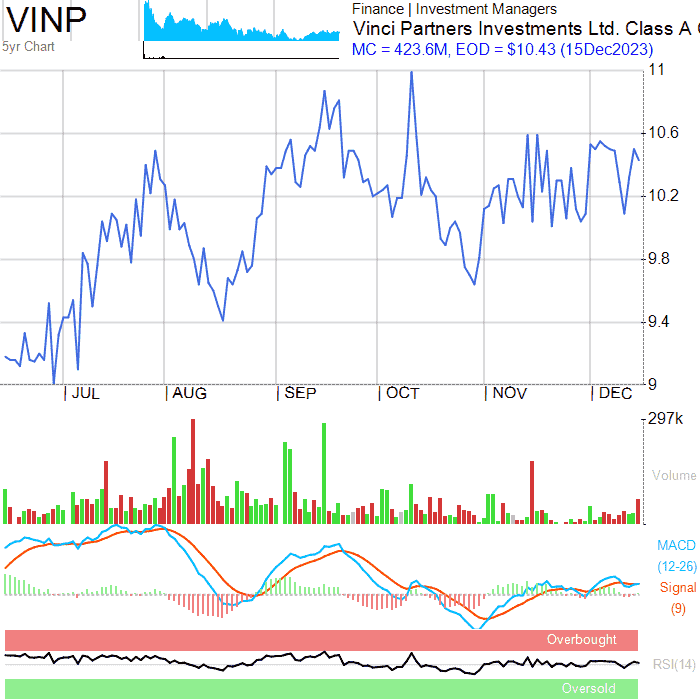 VINP
5yr Chart
Finance | Investment Managers
Vinci Partners Investments Ltd. Class A
MC = 423.6M, EOD = $10.43 (15Dec2023)
11
10.6
10.2
9.8
9.4
9
| JUL | AUG | SEP | OCT | NOV | DEC
297k
Volume
MACD
(12-26)
Signal
(9)
Overbought
RSI(14)
Oversold